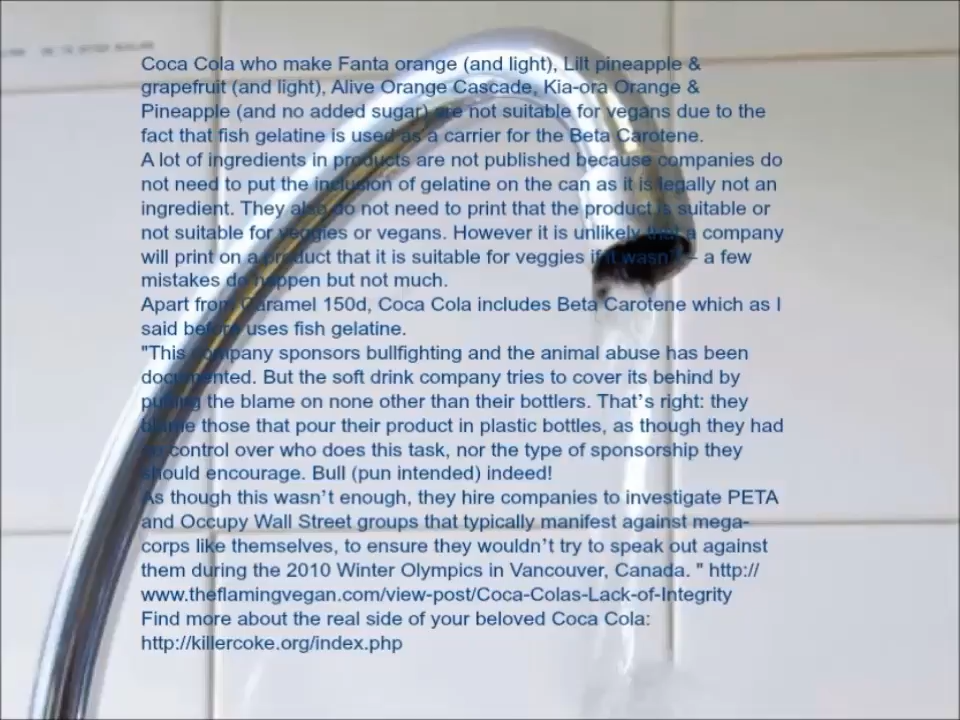 Coca Cola who make Fanta orange (and light), Lilt pineapple &
grapefruit (and light), Alive Orange Cascade, Kia-ora Orange &
Pineapple (and no added sugar) are not suitable for vegans due to the
fact that fish gelatine is used as a carrier for the Beta Carotene.
A lot of ingredients in products are not published because companies do
not need to put the inclusion of gelatine on the can as it is legally not an
ingredient. They also do not need to print that the product is suitable or
not suitable for veggies or vegans. However it is unlikely that a company
will print on a product that it is suitable for veggies if it wasn't – a few
mistakes do happen but not much.
Apart from Caramel 150d, Coca Cola includes Beta Carotene which as I
said before uses fish gelatine.
"This company sponsors bullfighting and the animal abuse has been
documented. But the soft drink company tries to cover its behind by
putting the blame on none other than their bottlers. That’s right: they
blame those that pour their product in plastic bottles, as though they had
no control over who does this task, nor the type of sponsorship they
should encourage. Bull (pun intended) indeed!
As though this wasn’t enough, they hire companies to investigate PETA
and Occupy Wall Street groups that typically manifest against mega-
corps like themselves, to ensure they wouldn’t try to speak out against
them during the 2010 Winter Olympics in Vancouver, Canada. " http://
www.theflamingvegan.com/view-post/Coca-Colas-Lack-of-Integrity
Find more about the real side of your beloved Coca Cola:
http://killercoke.org/index.php